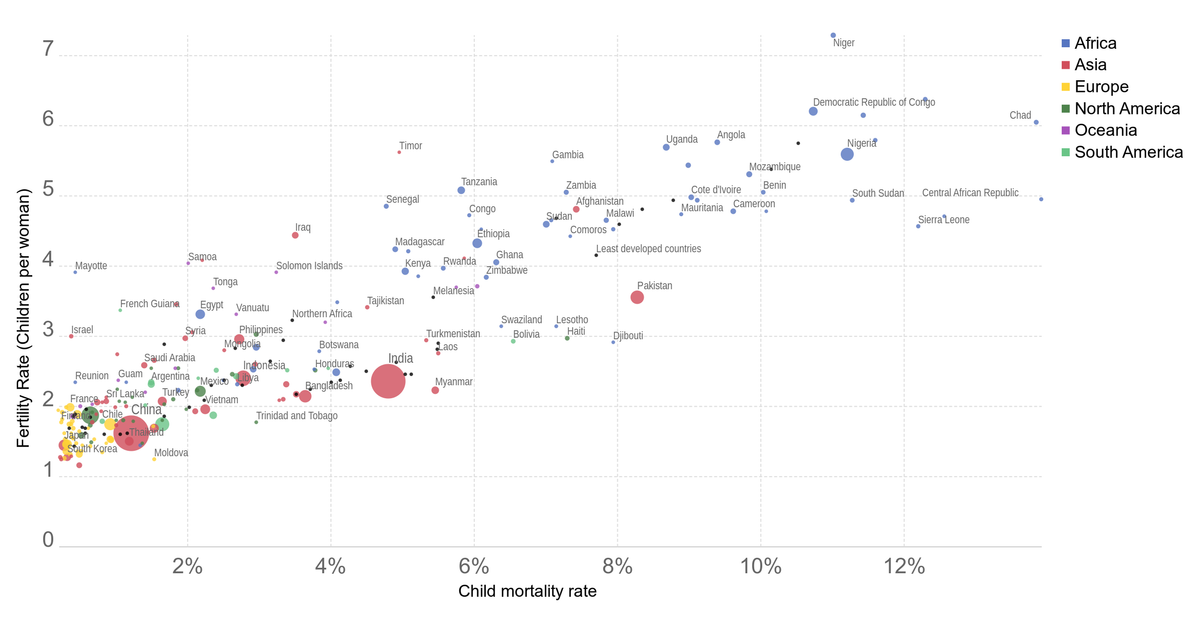 7
Niger
Africa
Asia
Europe
North America
Oceania
South America
Democratic Republic of Congo
Chad
6
Timor
Uganda
Angola
Nigeria
Gambia
Mozambique
Tanzania
Zambia
Cote d'Ivoire
Benin
South Sudan
Central African Republic
5
Senegal
Afghanistan
Congo
Sudan
Malawi
Mauritania
Cameroon
Sierra Leone
Iraq
Ethiopia
Comoros
Madagascar
Least developed countries
Samoa
Ghana
4
Mayotte
Solomon Islands
Kenya
Rwanda
Zimbabwe
Tonga
Melanesia
Pakistan
French Guiana
Egypt
Vanuatu
Northern Africa
Tajikistan
Swaziland
Lesotho
3
Israel
Syria
Philippines
Turkmenistan
Bolivia
Haiti
Djibouti
Mongolia
Botswana
Laos
Saudi Arabia
Indonesia
Honduras
India
Reunion
Guam
Argentina
Mexico
Libya
Bangladesh
Myanmar
France
Sri Lanka
Turkey
Vietnam
2
Chile
China
Trinidad and Tobago
Japan
Thailand
South Korea
Moldova
1
0
2%
4%
6%
8%
10%
12%
Child mortality rate
Fertility Rate (Children per woman)